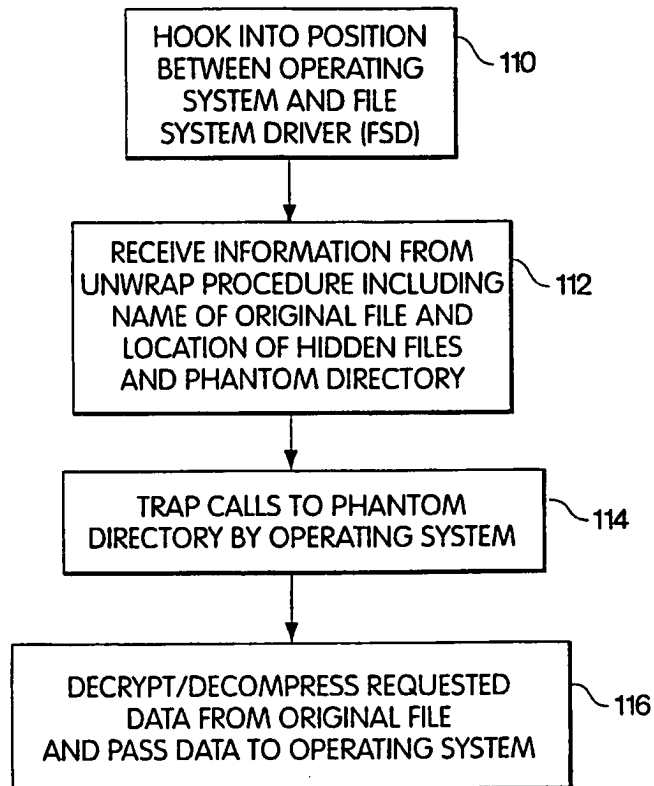 HOOK INTO POSITION
BETWEEN OPERATING
SYSTEM AND FILE
SYSTEM DRIVER (FSD)
110
RECEIVE INFORMATION FROM
UNWRAP PROCEDURE INCLUDING
NAME OF ORIGINAL FILE AND
LOCATION OF HIDDEN FILES
AND PHANTOM DIRECTORY
112
TRAP CALLS TO PHANTOM
DIRECTORY BY OPERATING SYSTEM
114
DECRYPT/DECOMPRESS REQUESTED
DATA FROM ORIGINAL FILE
AND PASS DATA TO OPERATING SYSTEM
116